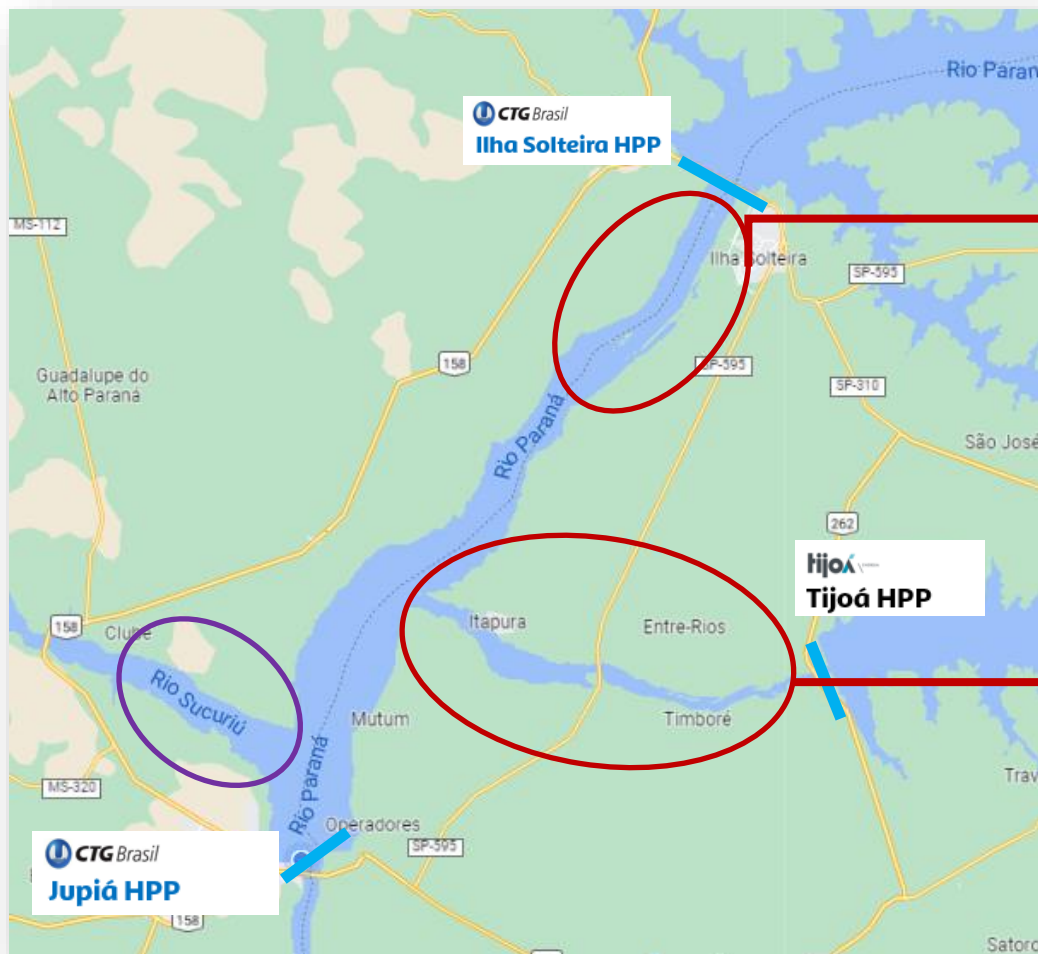 Rio Paran
CTG Brasil
Ilha Solteira HPP
MS-112
Ilha Solteira
SP-595
158
SP-595
Guadalupe do
Alto Paraná
SP-310
Rio Paraná
São José
262
tijoá
Tijoá HPP
Itapura
Entre-Rios
158
Clube
Rio Sucuriú
Mutum
Timboré
Rio Paraná
Trav
MS-320
Operadores
SP-595
CTG Brasil
Jupiá HPP
158
Satoro